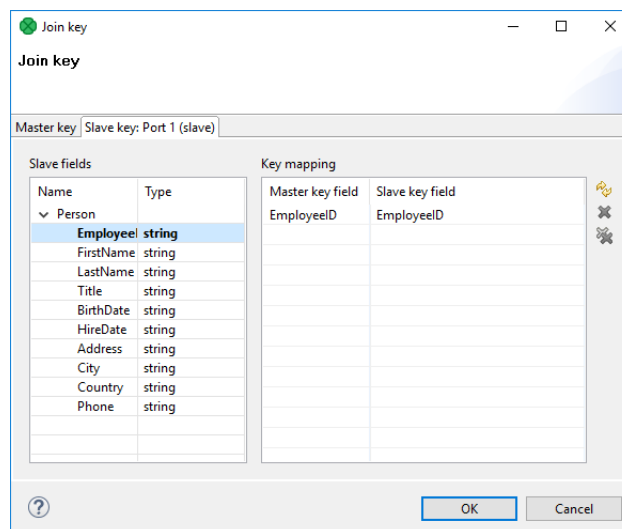 Join key
Join key
Master key Slave key: Port 1 (slave)
Slave fields Key mapping
Name Type Master key field Slave key field
Person EmployeeID EmployeeID
Employee string
FirstName string
LastName string
Title string
BirthDate string
HireDate string
Address string
City string
Country string
Phone string
? OK Cancel